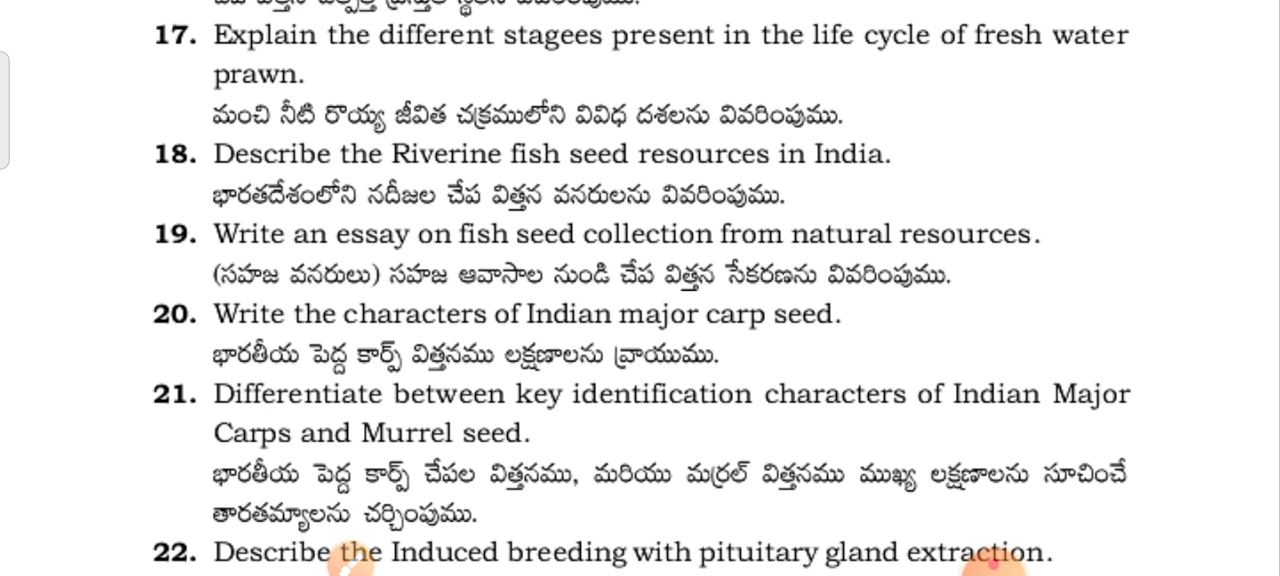 17. Explain the different stagees present in the life cycle of fresh water
prawn.
మంచి నీటి రొయ్య జీవిత చక్రములోని వివిధ దశలను వివరింపుము.
18. Describe the Riverine fish seed resources in India.
భారతదేశంలోని నదీజల చేప విత్తన వనరులను వివరింపుము.
19. Write an essay on fish seed collection from natural resources.
(సహజ వనరులు) సహజ ఆవాసాల నుండి చేప విత్తన సేకరణను వివరింపుము.
20. Write the characters of Indian major carp seed.
భారతీయ పెద్ద కార్ప్ విత్తనము లక్షణాలను వ్రాయుము.
21. Differentiate between key identification characters of Indian Major
Carps and Murrel seed.
భారతీయ పెద్ద కార్ప్ చేపల విత్తనము, మరియు మర్రల్ విత్తనము ముఖ్య లక్షణాలను సూచించే
తారతమ్యాలను చర్చింపుము.
22. Describe the Induced breeding with pituitary gland extraction.